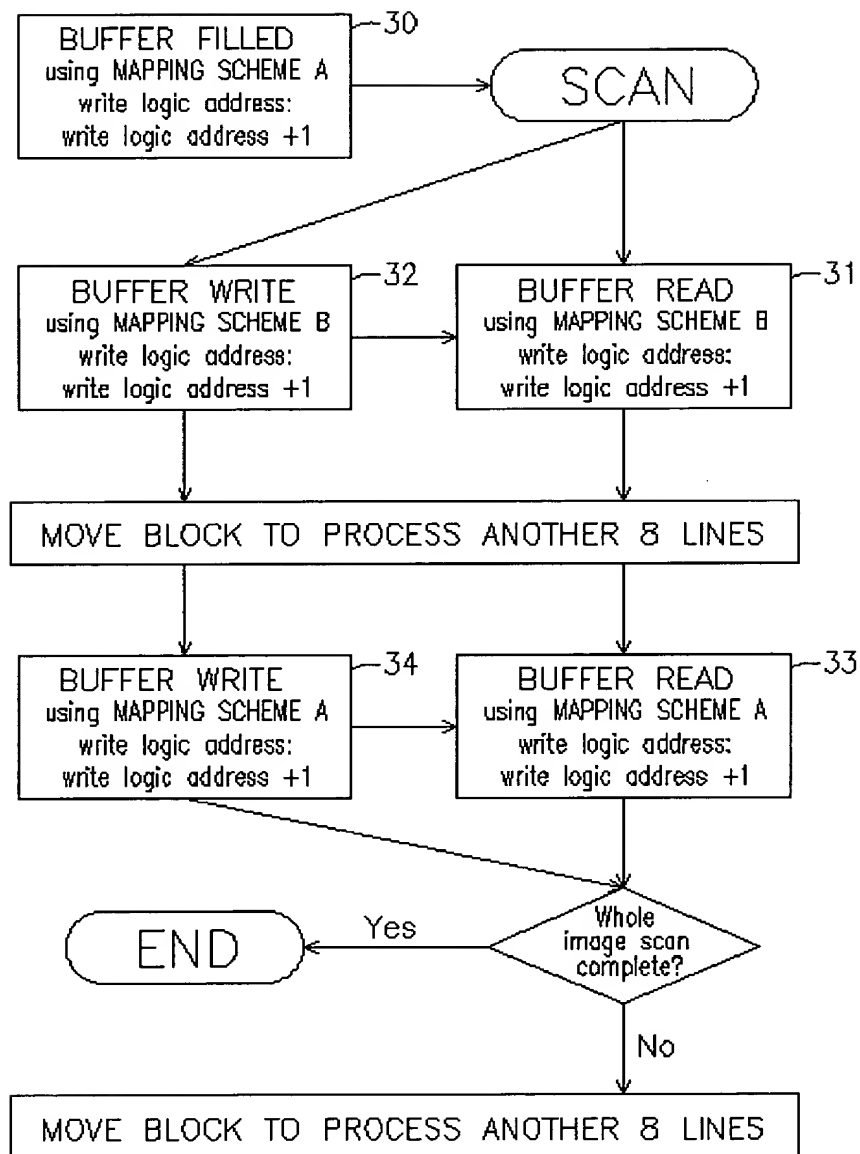 30
BUFFER FILLED
using MAPPING SCHEME A
write logic address:
write logic address +1
SCAN
32
BUFFER WRITE
using MAPPING SCHEME B
write logic address:
write logic address +1
31
BUFFER READ
using MAPPING SCHEME B
write logic address:
write logic address +1
MOVE BLOCK TO PROCESS ANOTHER 8 LINES
34
BUFFER WRITE
using MAPPING SCHEME A
write logic address:
write logic address +1
33
BUFFER READ
using MAPPING SCHEME A
write logic address:
write logic address +1
Whole
image scan
complete?
Yes
END
No
MOVE BLOCK TO PROCESS ANOTHER 8 LINES